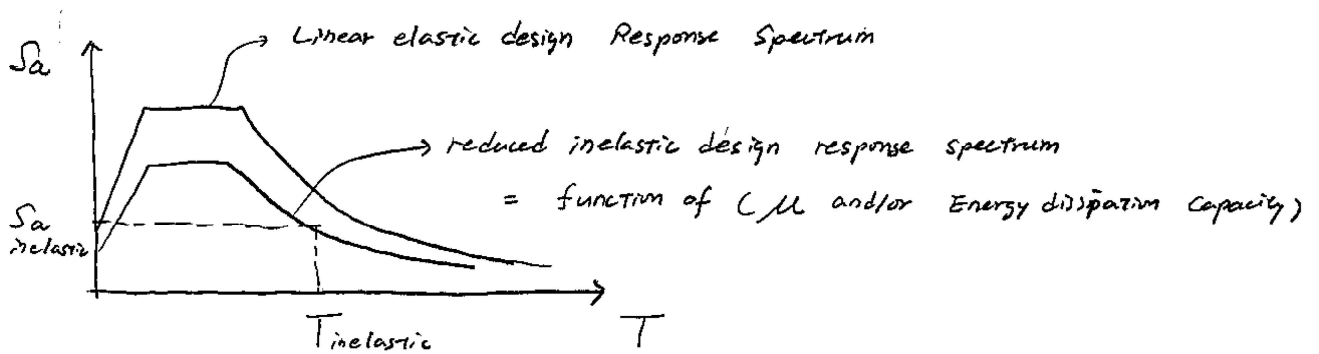 Linear elastic design Response Spectrum
Sa
reduced inelastic design response spectrum
= function of (μ and/or Energy dissipation Capacity)
Sa
inelastic
Tinelastic
T